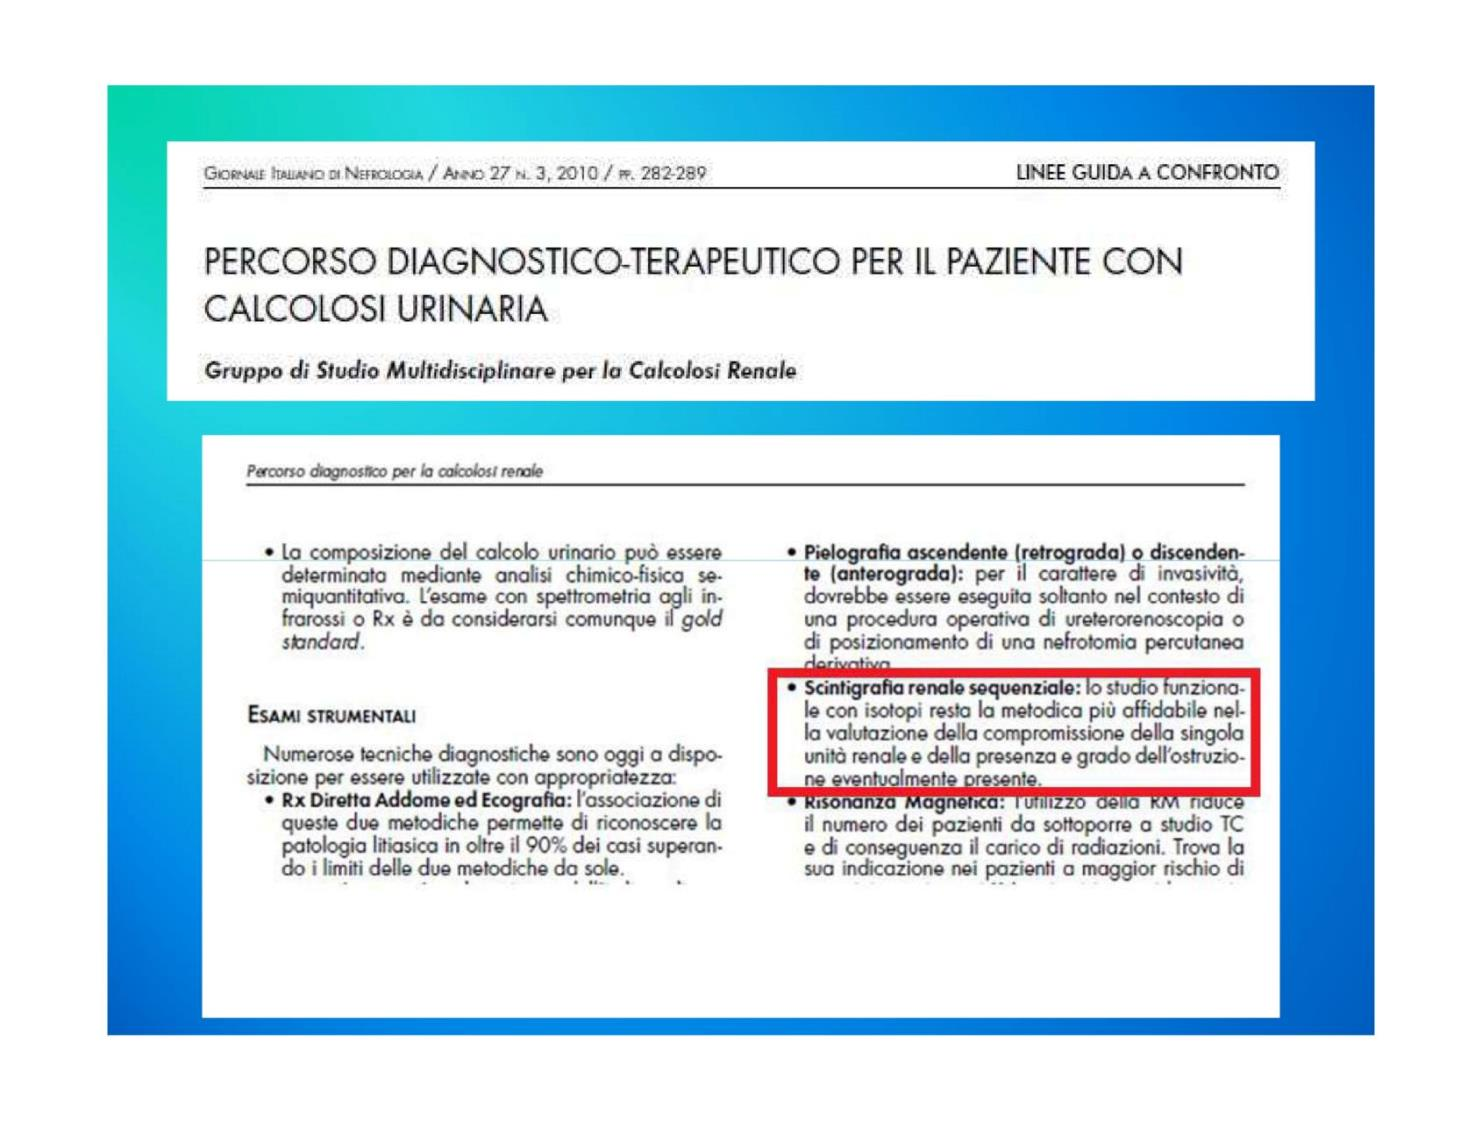 GIORNALE ITALIANO DI NEFROLOGIA / ANNO 27 N. 3, 2010 / PP. 282-289
LINEE GUIDA A CONFRONTO
PERCORSO DIAGNOSTICO-TERAPEUTICO PER IL PAZIENTE CON
CALCOLOSI URINARIA
Gruppo di Studio Multidisciplinare per la Calcolosi Renale
Percorso diagnostico per la calcolosi renale
• La composizione del calcolo urinario può essere
determinata mediante analisi chimico-fisica se-
miquantitativa. L'esame con spettrometria agli in-
frarossi o Rx è da considerarsi comunque il gold
standard.
ESAMI STRUMENTALI
Numerose tecniche diagnostiche sono oggi a dispo-
sizione per essere utilizzate con appropriatezza:
• Rx Diretta Addome ed Ecografia: l'associazione di
queste due metodiche permette di riconoscere la
patologia litiasica in oltre il 90% dei casi superan-
do i limiti delle due metodiche da sole.
• Pielografia ascendente (retrograda) o discenden-
te (anterograda): per il carattere di invasività,
dovrebbe essere eseguita soltanto nel contesto di
una procedura operativa di ureterorenoscopia o
di posizionamento di una nefrotomia percutanea
derivativa
• Scintigrafia renale sequenziale: lo studio funziona-
le con isotopi resta la metodica più affidabile nel-
la valutazione della compromissione della singola
unità renale e della presenza e grado dell'ostruzio-
ne eventualmente presente.
• Risonanza Magnetica: l'utilizzo della RM riduce
il numero dei pazienti da sottoporre a studio TC
e di conseguenza il carico di radiazioni. Trova la
sua indicazione nei pazienti a maggior rischio di